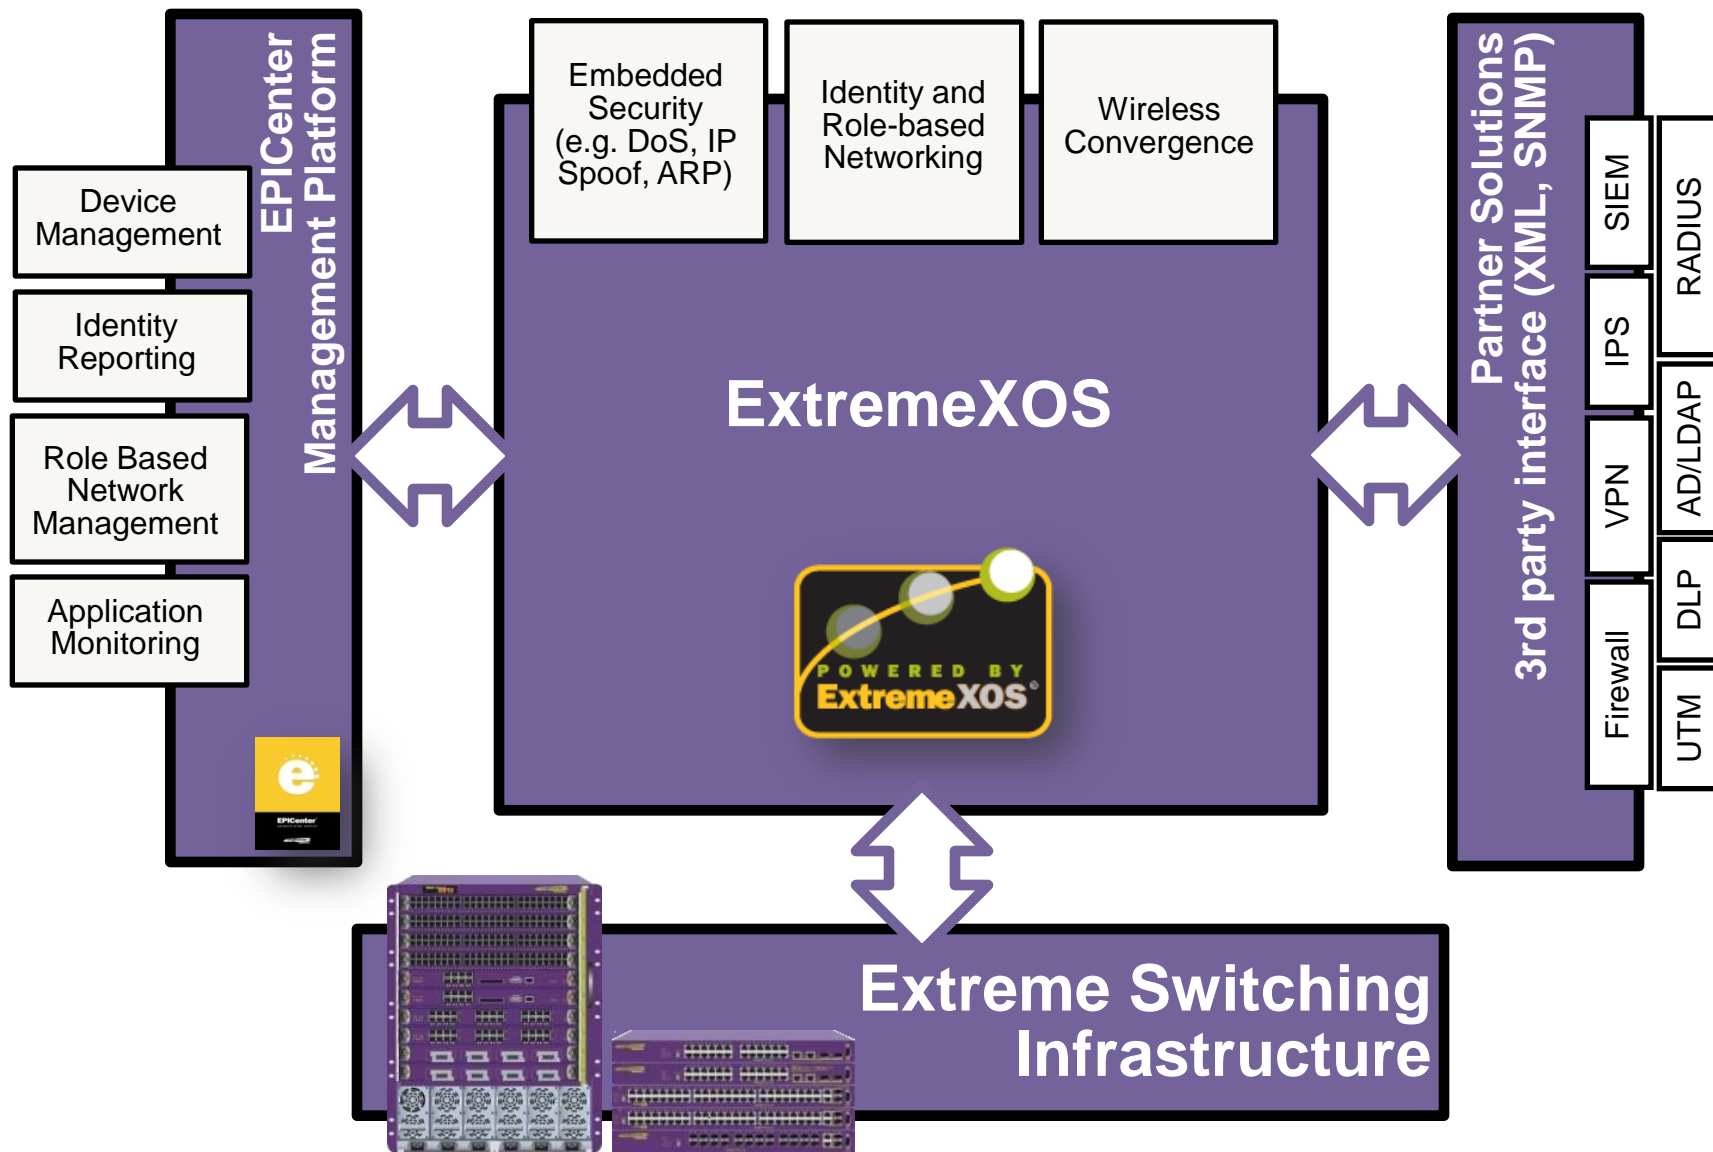 EPICenter
Management Platform
Device
Management
Identity
Reporting
Role Based
Network
Management
Application
Monitoring
e
EPICenter
Embedded
Security
(e.g. DoS, IP
Spoof, ARP)
Identity and
Role-based
Networking
Wireless
Convergence
ExtremeXOS
POWERED BY
ExtremeXOS®
Partner Solutions
3rd party interface (XML, SNMP)
SIEM
IPS
VPN
Firewall
RADIUS
AD/LDAP
DLP
UTM
Extreme Switching
Infrastructure